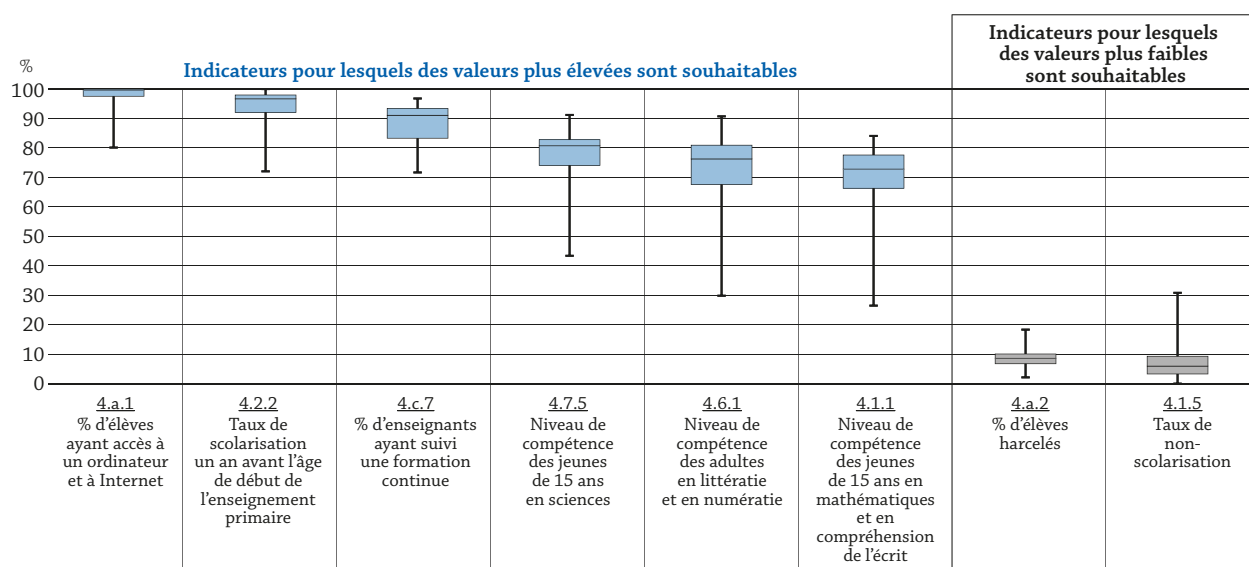 Indicateurs pour lesquels
des valeurs plus faibles
sont souhaitables
%
Indicateurs pour lesquels des valeurs plus élevées sont souhaitables
100
90
80
70
60
50
40
30
20
10
0
4.a.1
% d'élèves
ayant accès à
un ordinateur
et à Internet
4.2.2
Taux de
scolarisation
un an avant l'âge
de début de
l'enseignement
primaire
4.c.7
% d'enseignants
ayant suivi
une formation
continue
4.7.5
Niveau de
compétence
des jeunes
de 15 ans
en sciences
4.6.1
Niveau de
compétence
des adultes
en littératie
et en numératie
4.1.1
Niveau de
compétence
des jeunes
de 15 ans en
mathématiques
et en
compréhension
de l'écrit
4.a.2
% d'élèves
harcelés
4.1.5
Taux de
non-
scolarisation